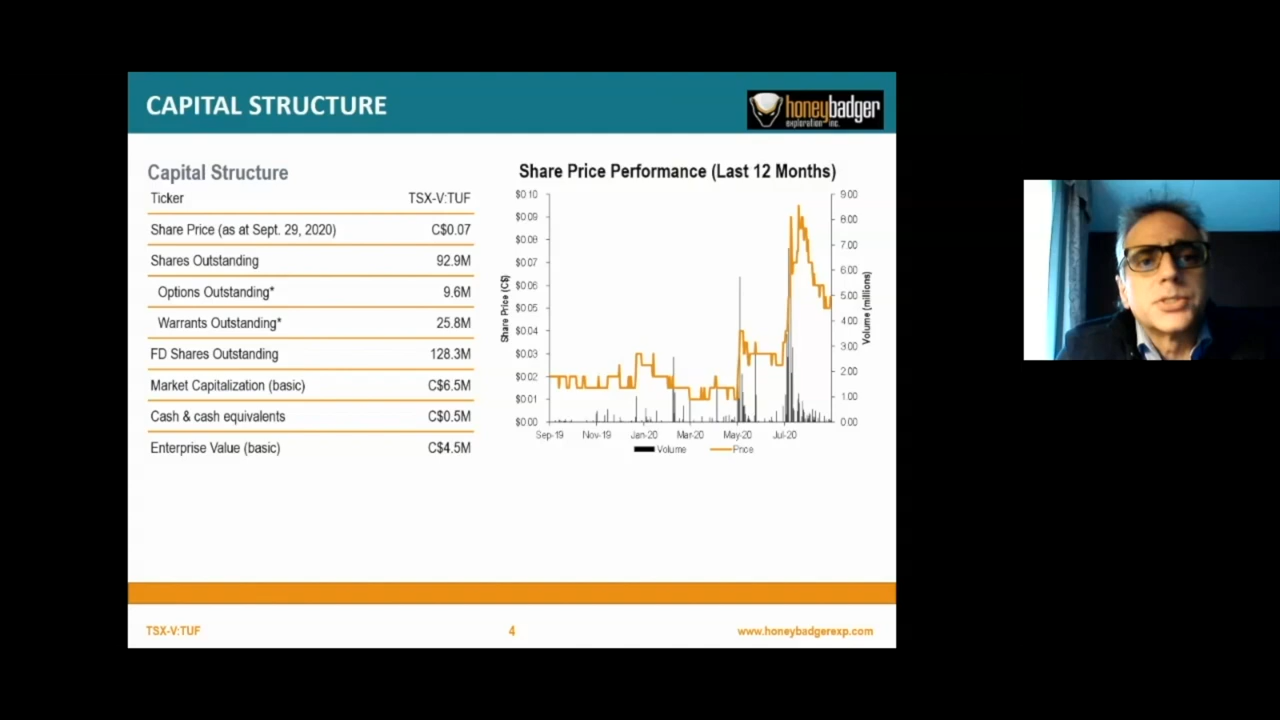 CAPITAL STRUCTURE
honeybadger
exploration inc.
Capital Structure
Ticker TSX-V:TUF
Share Price (as at Sept. 29, 2020) C$0.07
Shares Outstanding 92.9M
Options Outstanding* 9.6M
Warrants Outstanding* 25.8M
FD Shares Outstanding 128.3M
Market Capitalization (basic) C$6.5M
Cash & cash equivalents C$0.5M
Enterprise Value (basic) C$4.5M
Share Price Performance (Last 12 Months)
$0.10 9.00
$0.09 8.00
$0.08 7.00
$0.07 6.00
$0.06 5.00
$0.05 4.00
$0.04 3.00
$0.03 2.00
$0.02 1.00
$0.01 0.00
$0.00
Share Price (C$)
Volume (millions)
Sep-19 Nov-19 Jan-20 Mar-20 May-20 Jul-20
Volume Price
TSX-V:TUF 4 www.honeybadgerexp.com